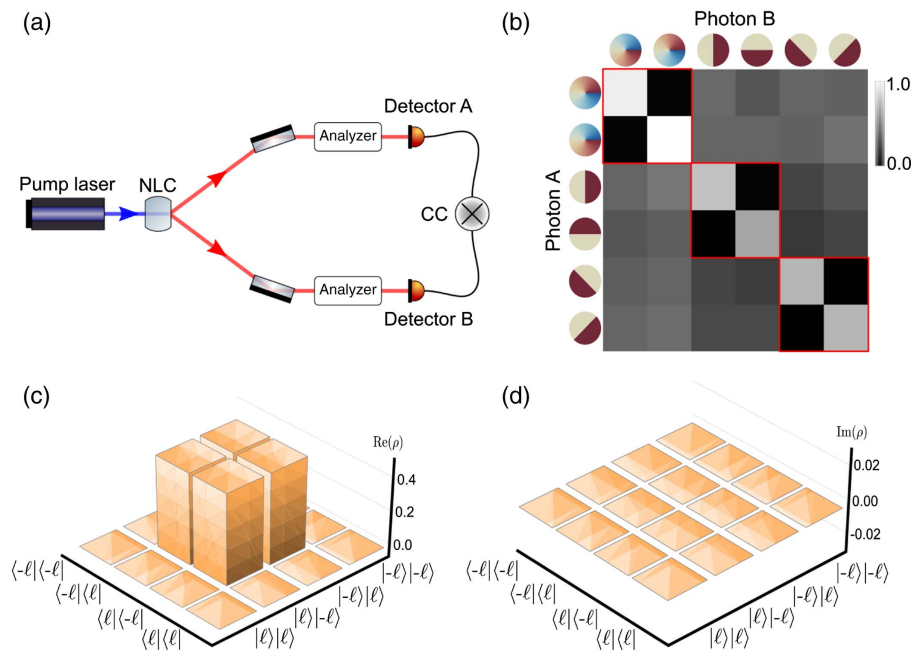 (a)
Pump laser
NLC
Analyzer
Detector A
CC
Analyzer
Detector B
(b)
Photon B
Photon A
1.0
0.0
(c)
Re(ρ)
0.4
0.2
0.0
⟨-ℓ|⟨-ℓ|
⟨-ℓ|⟨ℓ|
⟨ℓ|⟨-ℓ|
⟨ℓ|⟨ℓ|
|ℓ⟩|ℓ⟩
|ℓ⟩|-ℓ⟩
|-ℓ⟩|ℓ⟩
|-ℓ⟩|-ℓ⟩
(d)
Im(ρ)
0.02
0.00
-0.02
⟨-ℓ|⟨-ℓ|
⟨-ℓ|⟨ℓ|
⟨ℓ|⟨-ℓ|
⟨ℓ|⟨ℓ|
|ℓ⟩|ℓ⟩
|ℓ⟩|-ℓ⟩
|-ℓ⟩|ℓ⟩
|-ℓ⟩|-ℓ⟩